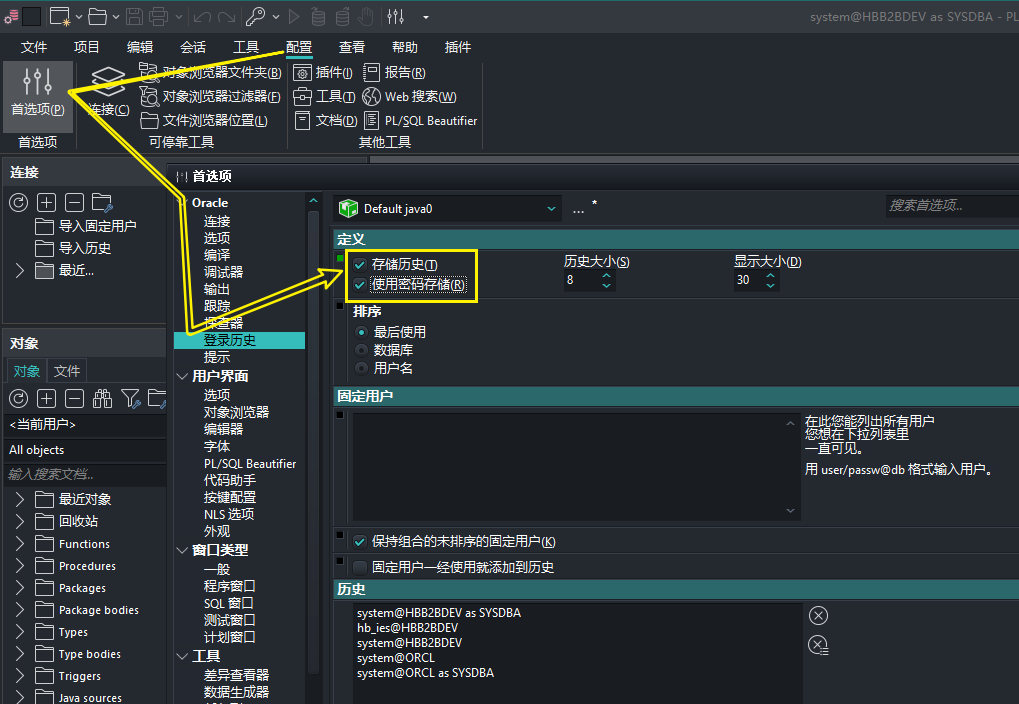 system@HBB2BDEV as SYSDBA - PL
文件 项目 编辑 会话 工具 配置 查看 帮助 插件
首选项(P)
连接(C)
对象浏览器文件夹(B)
对象浏览器过滤器(F)
文件浏览器位置(L)
插件(I) 报告(R)
工具(T) Web 搜索(W)
文档(D) PL/SQL Beautifier
首选项 可停靠工具 其他工具
连接
导入固定用户
导入历史
最近...
对象
对象 文件
<当前用户>
All objects
输入搜索文档...
最近对象
回收站
Functions
Procedures
Packages
Package bodies
Types
Type bodies
Triggers
Java sources
首选项
Oracle
连接
选项
编译
调试器
输出
跟踪
探查器
登录历史
提示
用户界面
选项
对象浏览器
编辑器
字体
PL/SQL Beautifier
代码助手
按键配置
NLS 选项
外观
窗口类型
一般
程序窗口
SQL 窗口
测试窗口
计划窗口
工具
差异查看器
数据生成器
Default java0 ... *
搜索首选项...
定义
存储历史(T) 历史大小(S) 显示大小(D)
使用密码存储(R) 8 30
排序
最后使用
数据库
用户名
固定用户
在此您能列出所有用户
您想在下拉列表里
一直可见。
用 user/passw@db 格式输入用户。
保持组合的未排序的固定用户(K)
固定用户一经使用就添加到历史
历史
system@HBB2BDEV as SYSDBA
hb_ies@HBB2BDEV
system@HBB2BDEV
system@ORCL
system@ORCL as SYSDBA